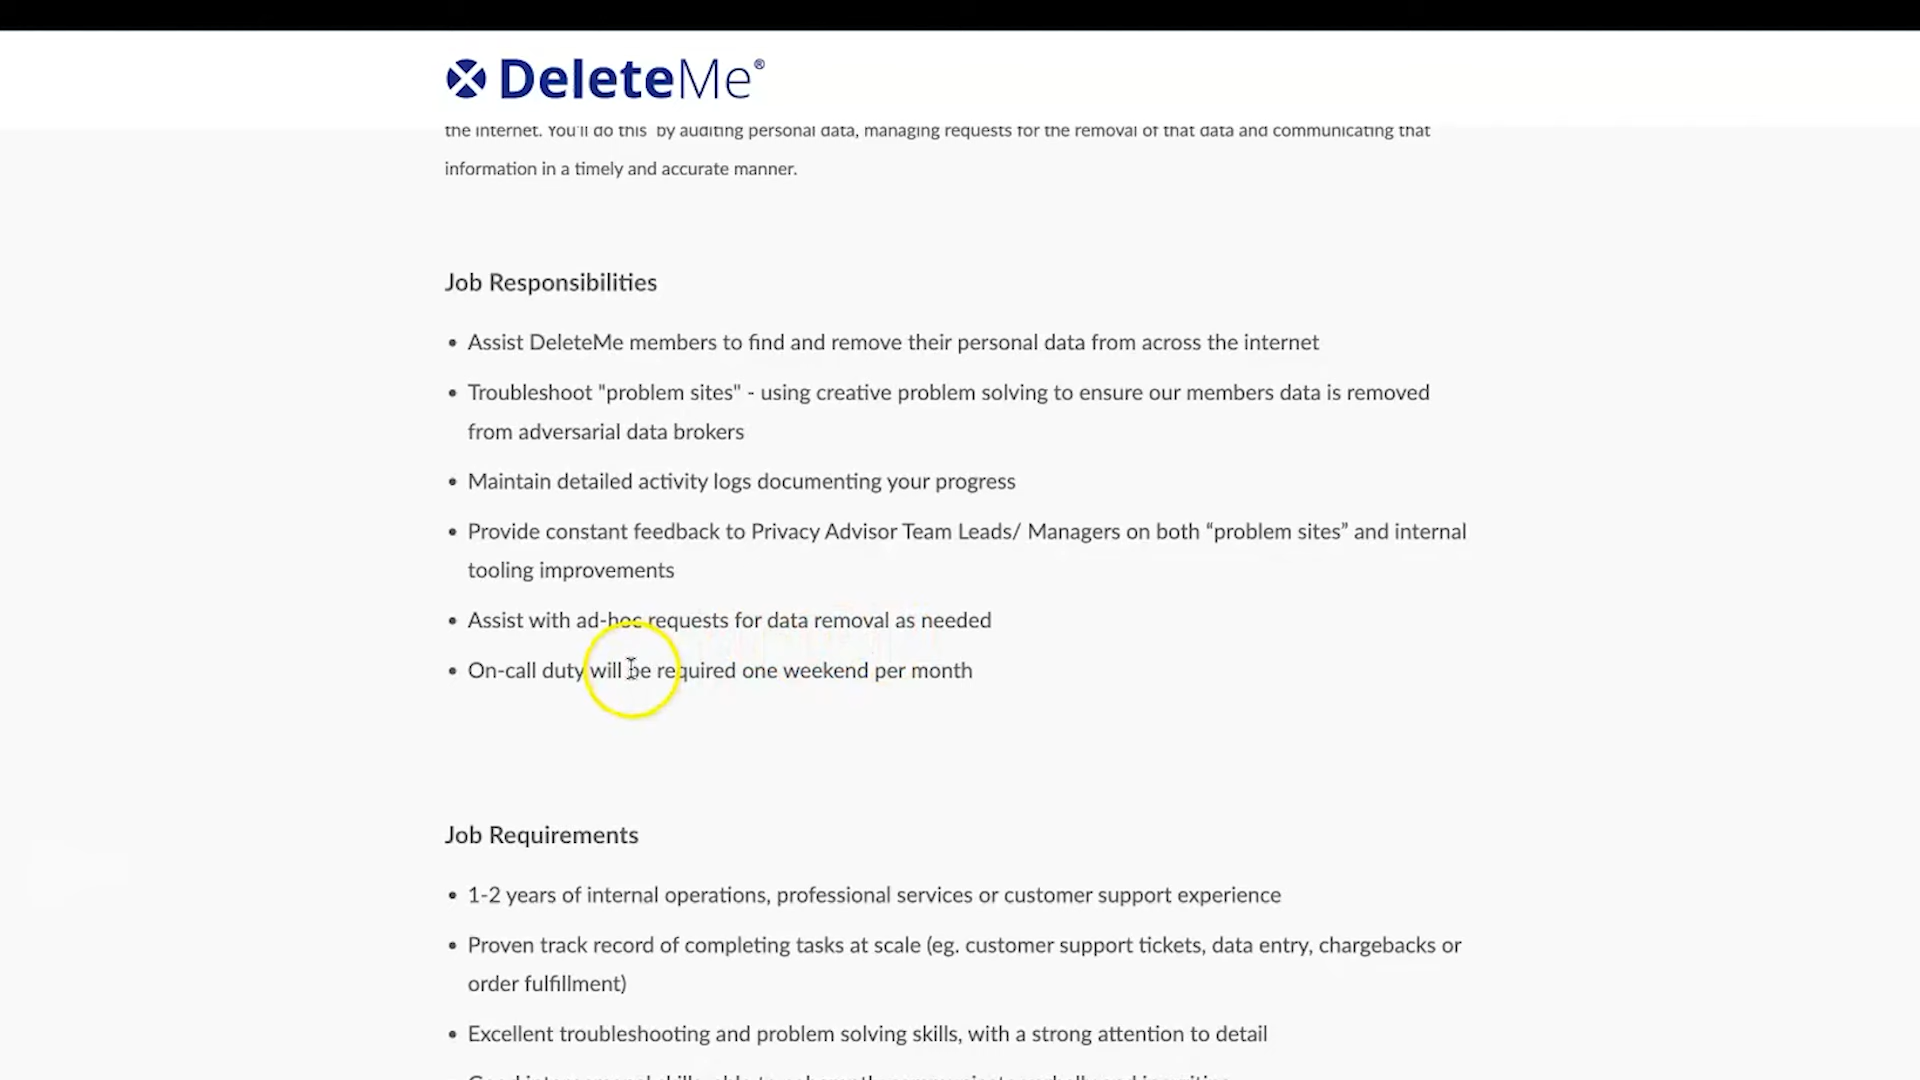 DeleteMe®
the internet. You'll do this by auditing personal data, managing requests for the removal of that data and communicating that
information in a timely and accurate manner.
Job Responsibilities
• Assist DeleteMe members to find and remove their personal data from across the internet
• Troubleshoot "problem sites" - using creative problem solving to ensure our members data is removed
from adversarial data brokers
• Maintain detailed activity logs documenting your progress
• Provide constant feedback to Privacy Advisor Team Leads/ Managers on both “problem sites” and internal
tooling improvements
• Assist with ad-hoc requests for data removal as needed
• On-call duty will be required one weekend per month
Job Requirements
• 1-2 years of internal operations, professional services or customer support experience
• Proven track record of completing tasks at scale (eg. customer support tickets, data entry, chargebacks or
order fulfillment)
• Excellent troubleshooting and problem solving skills, with a strong attention to detail